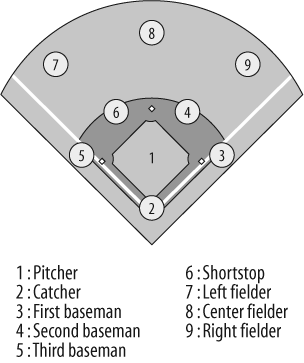 8
7 9
6 4
5 1 3
2
1 : Pitcher
2 : Catcher
3 : First baseman
4 : Second baseman
5 : Third baseman
6 : Shortstop
7 : Left fielder
8 : Center fielder
9 : Right fielder